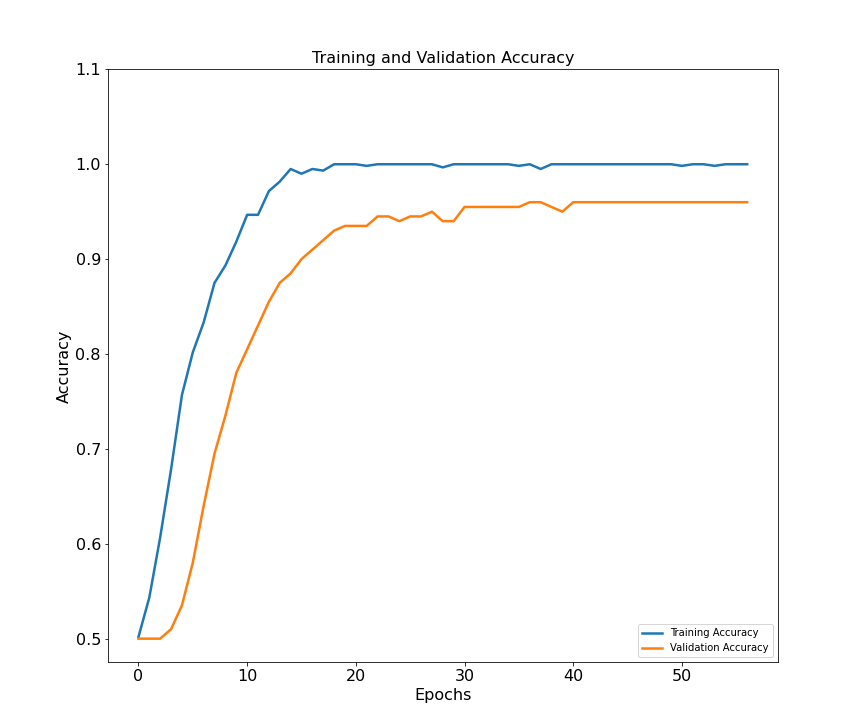 Training and Validation Accuracy
1.1
1.0
0.9
0.8
0.7
0.6
0.5
Accuracy
0 10 20 30 40 50
Epochs
Training Accuracy
Validation Accuracy